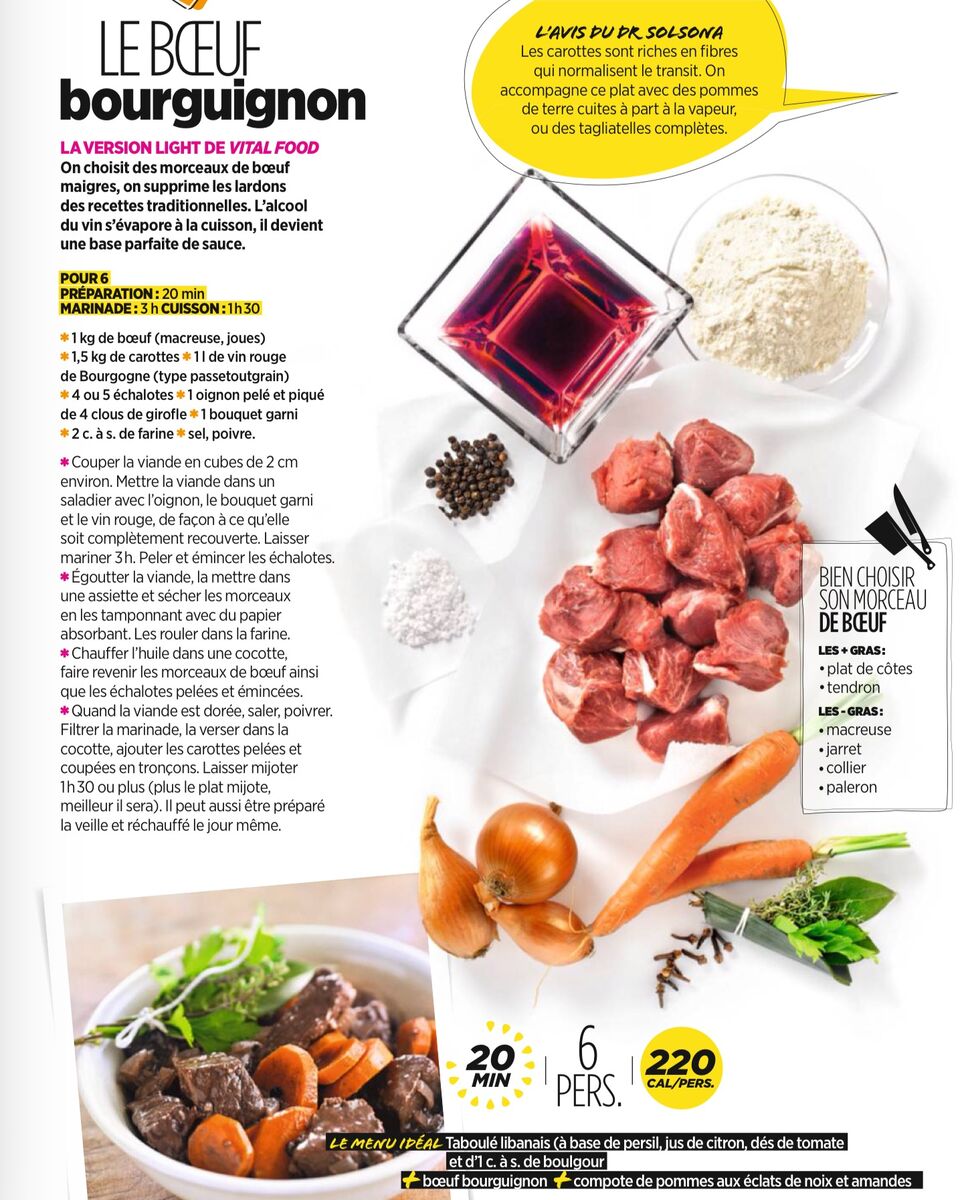 LE BŒUF
bourguignon
LA VERSION LIGHT DE VITAL FOOD
On choisit des morceaux de bœuf
maigres, on supprime les lardons
des recettes traditionnelles. L’alcool
du vin s’évapore à la cuisson, il devient
une base parfaite de sauce.
POUR 6
PRÉPARATION : 20 min
MARINADE : 3 h CUISSON : 1 h 30
* 1 kg de bœuf (macreuse, joues)
* 1,5 kg de carottes * 1 l de vin rouge
de Bourgogne (type passetoutgrain)
* 4 ou 5 échalotes * 1 oignon pelé et piqué
de 4 clous de girofle * 1 bouquet garni
* 2 c. à s. de farine * sel, poivre.
* Couper la viande en cubes de 2 cm
environ. Mettre la viande dans un
saladier avec l’oignon, le bouquet garni
et le vin rouge, de façon à ce qu’elle
soit complètement recouverte. Laisser
mariner 3 h. Peler et émincer les échalotes.
* Égoutter la viande, la mettre dans
une assiette et sécher les morceaux
en les tamponnant avec du papier
absorbant. Les rouler dans la farine.
* Chauffer l’huile dans une cocotte,
faire revenir les morceaux de bœuf ainsi
que les échalotes pelées et émincées.
* Quand la viande est dorée, saler, poivrer.
Filtrer la marinade, la verser dans la
cocotte, ajouter les carottes pelées et
coupées en tronçons. Laisser mijoter
1 h 30 ou plus (plus le plat mijote,
meilleur il sera). Il peut aussi être préparé
la veille et réchauffé le jour même.
L’AVIS DU DR SOLSONA
Les carottes sont riches en fibres
qui normalisent le transit. On
accompagne ce plat avec des pommes
de terre cuites à part à la vapeur,
ou des tagliatelles complètes.
BIEN CHOISIR
SON MORCEAU
DE BŒUF
LES + GRAS :
• plat de côtes
• tendron
LES - GRAS :
• macreuse
• jarret
• collier
• paleron
20
MIN
6
PERS.
220
CAL/PERS.
LE MENU IDÉAL Taboulé libanais (à base de persil, jus de citron, dés de tomate
et d’1 c. à s. de boulgour
+ bœuf bourguignon + compote de pommes aux éclats de noix et amandes